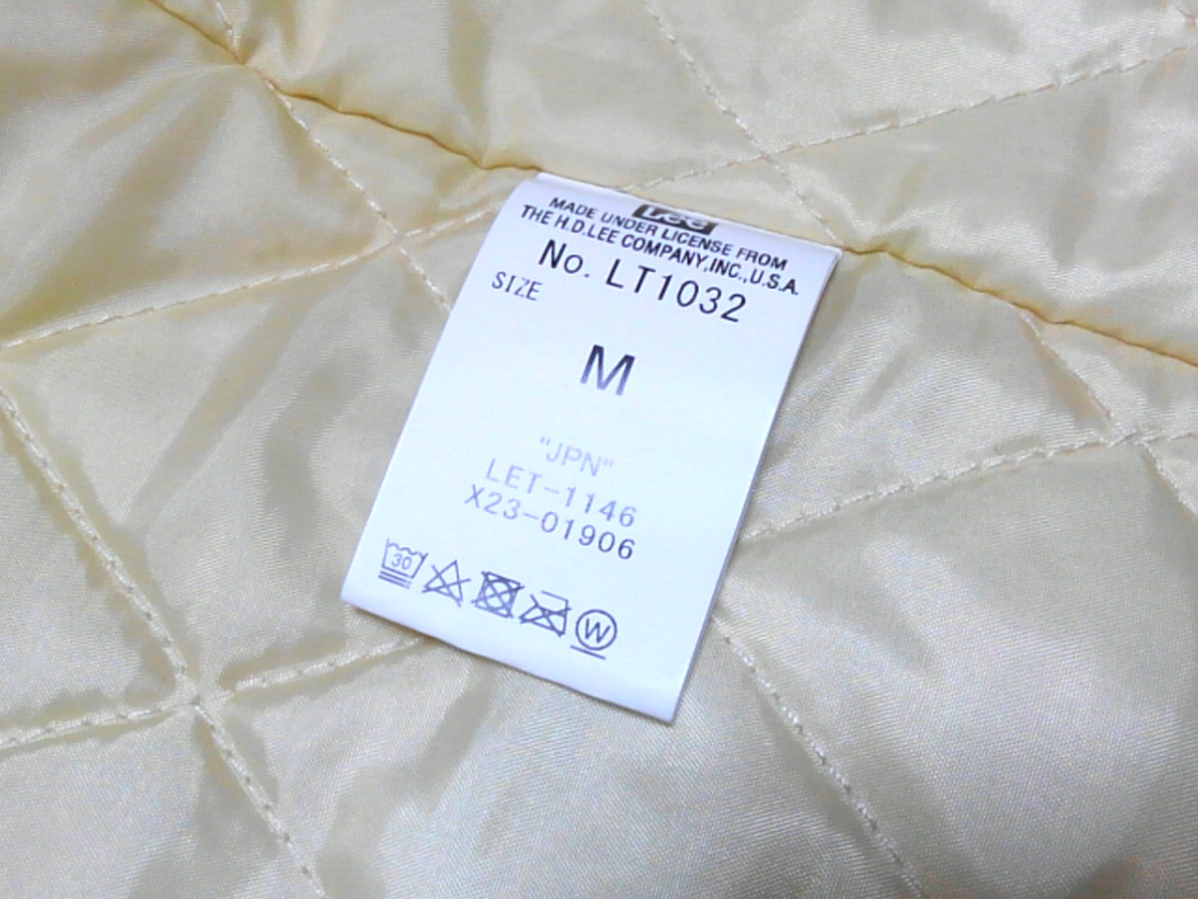 Lee
MADE UNDER LICENSE FROM
THE H.D.LEE COMPANY,INC.,U.S.A.
No. LT1032
SIZE
M
"JPN"
LET-1146
X23-01906
30
W